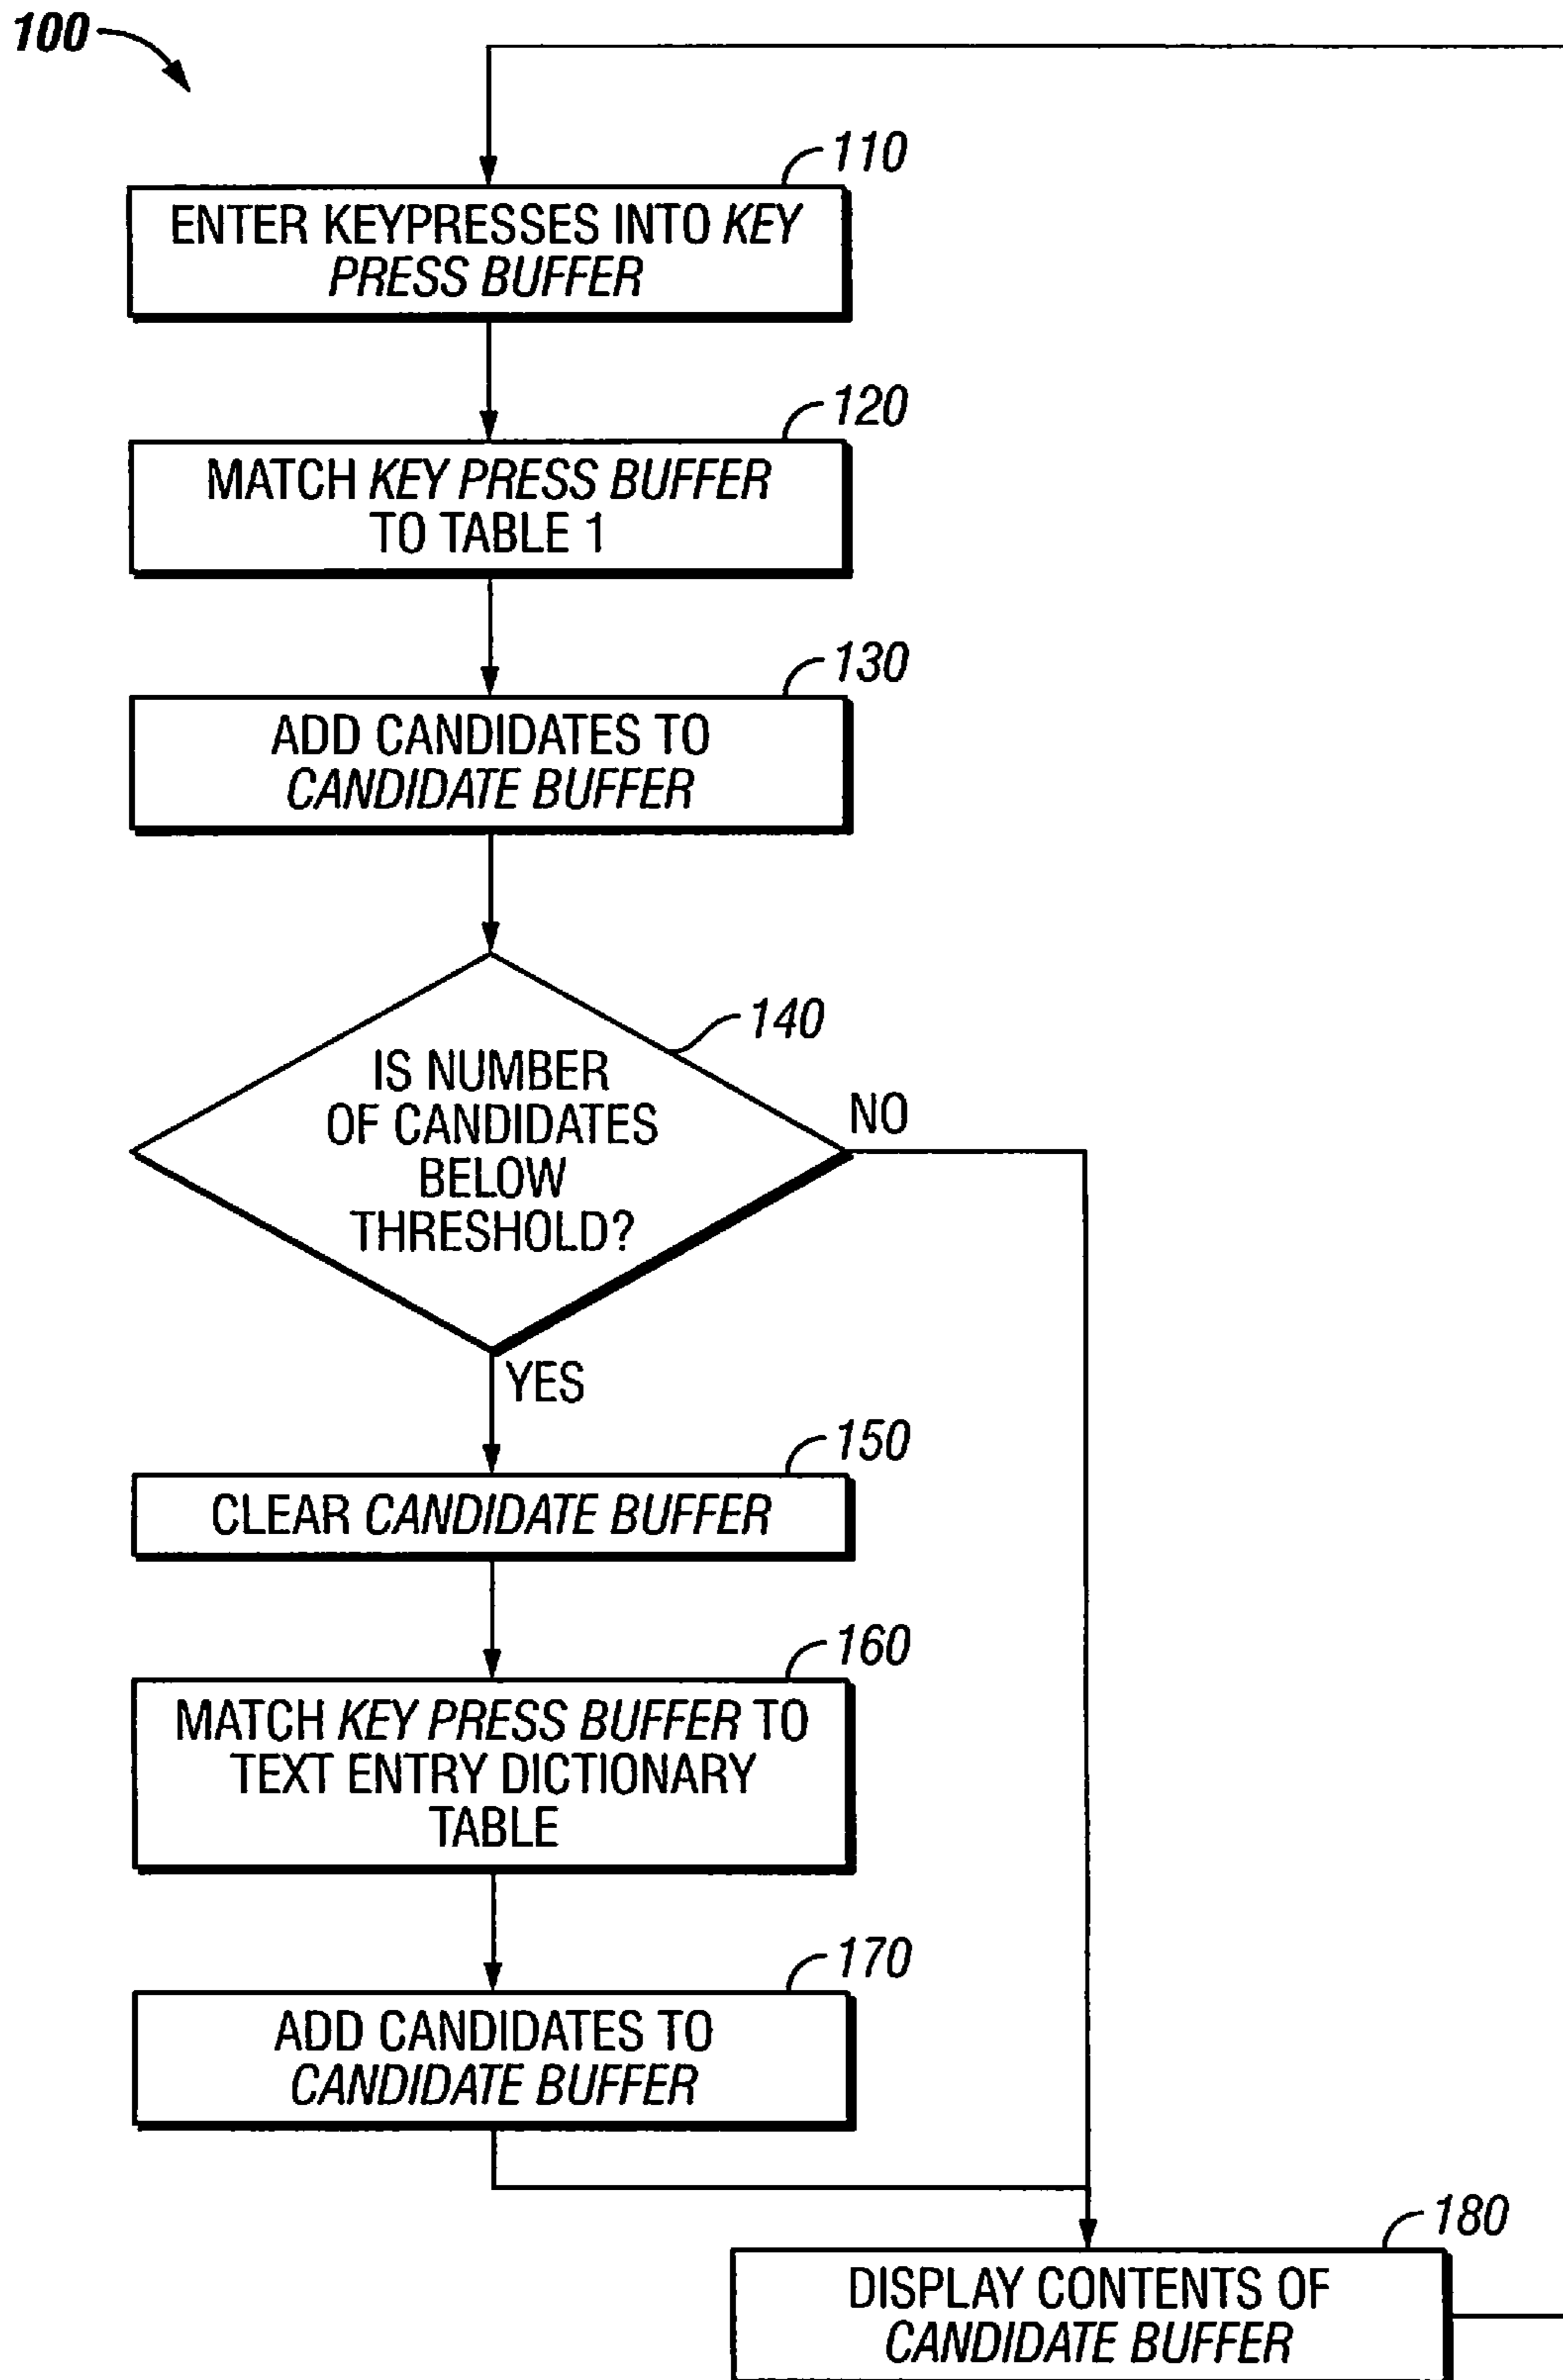 100
110
ENTER KEYPRESSES INTO KEY
PRESS BUFFER
120
MATCH KEY PRESS BUFFER
TO TABLE 1
130
ADD CANDIDATES TO
CANDIDATE BUFFER
140
IS NUMBER
OF CANDIDATES
BELOW
THRESHOLD?
NO
YES
150
CLEAR CANDIDATE BUFFER
160
MATCH KEY PRESS BUFFER TO
TEXT ENTRY DICTIONARY
TABLE
170
ADD CANDIDATES TO
CANDIDATE BUFFER
180
DISPLAY CONTENTS OF
CANDIDATE BUFFER